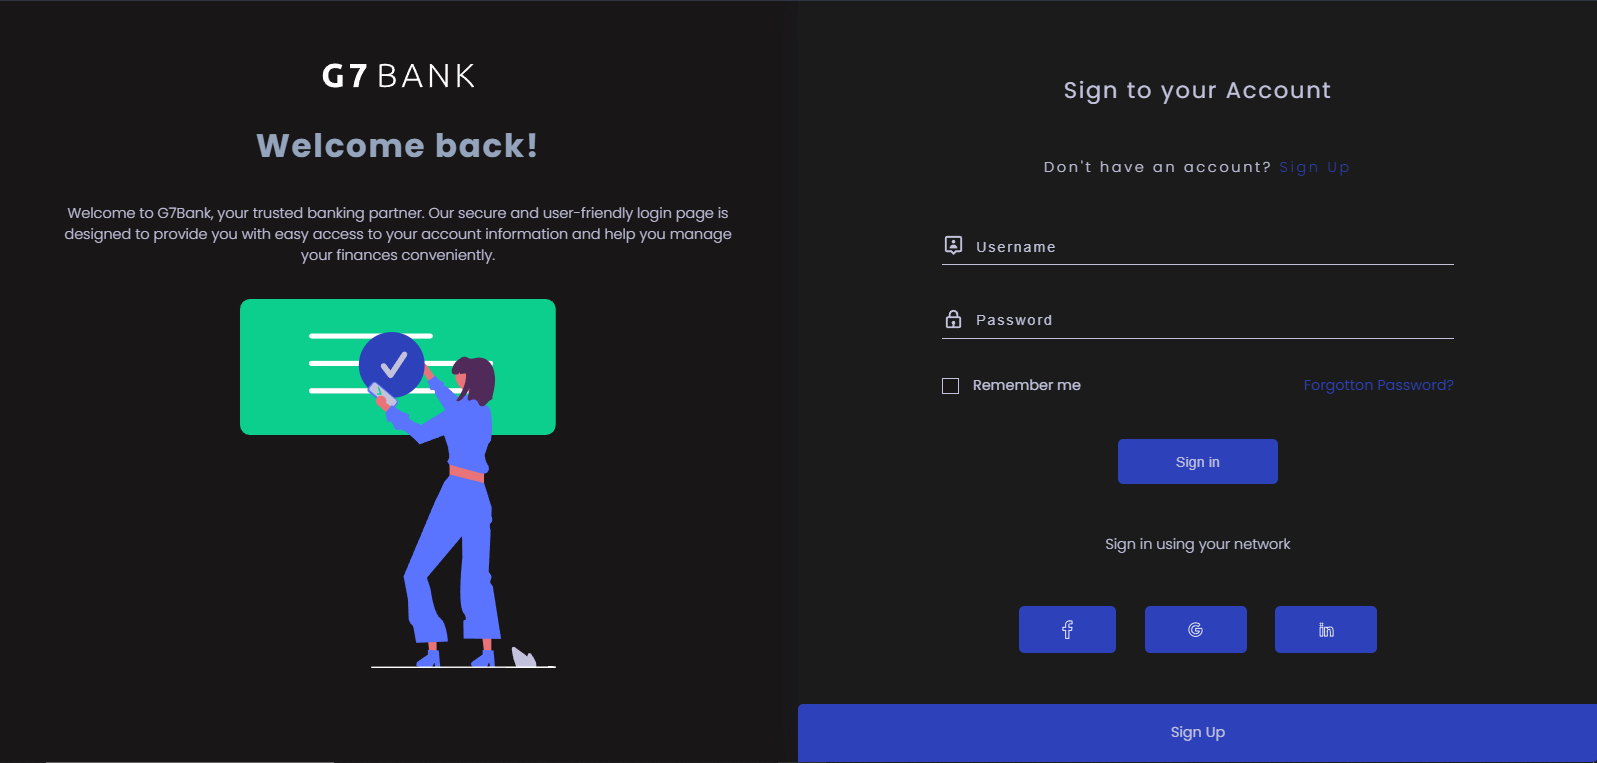 G7 BANK
Welcome back!
Welcome to G7Bank, your trusted banking partner. Our secure and user-friendly login page is
designed to provide you with easy access to your account information and help you manage
your finances conveniently.
Sign to your Account
Don't have an account? Sign Up
Username
Password
Remember me
Forgotton Password?
Sign in
Sign in using your network
f
G
in
Sign Up